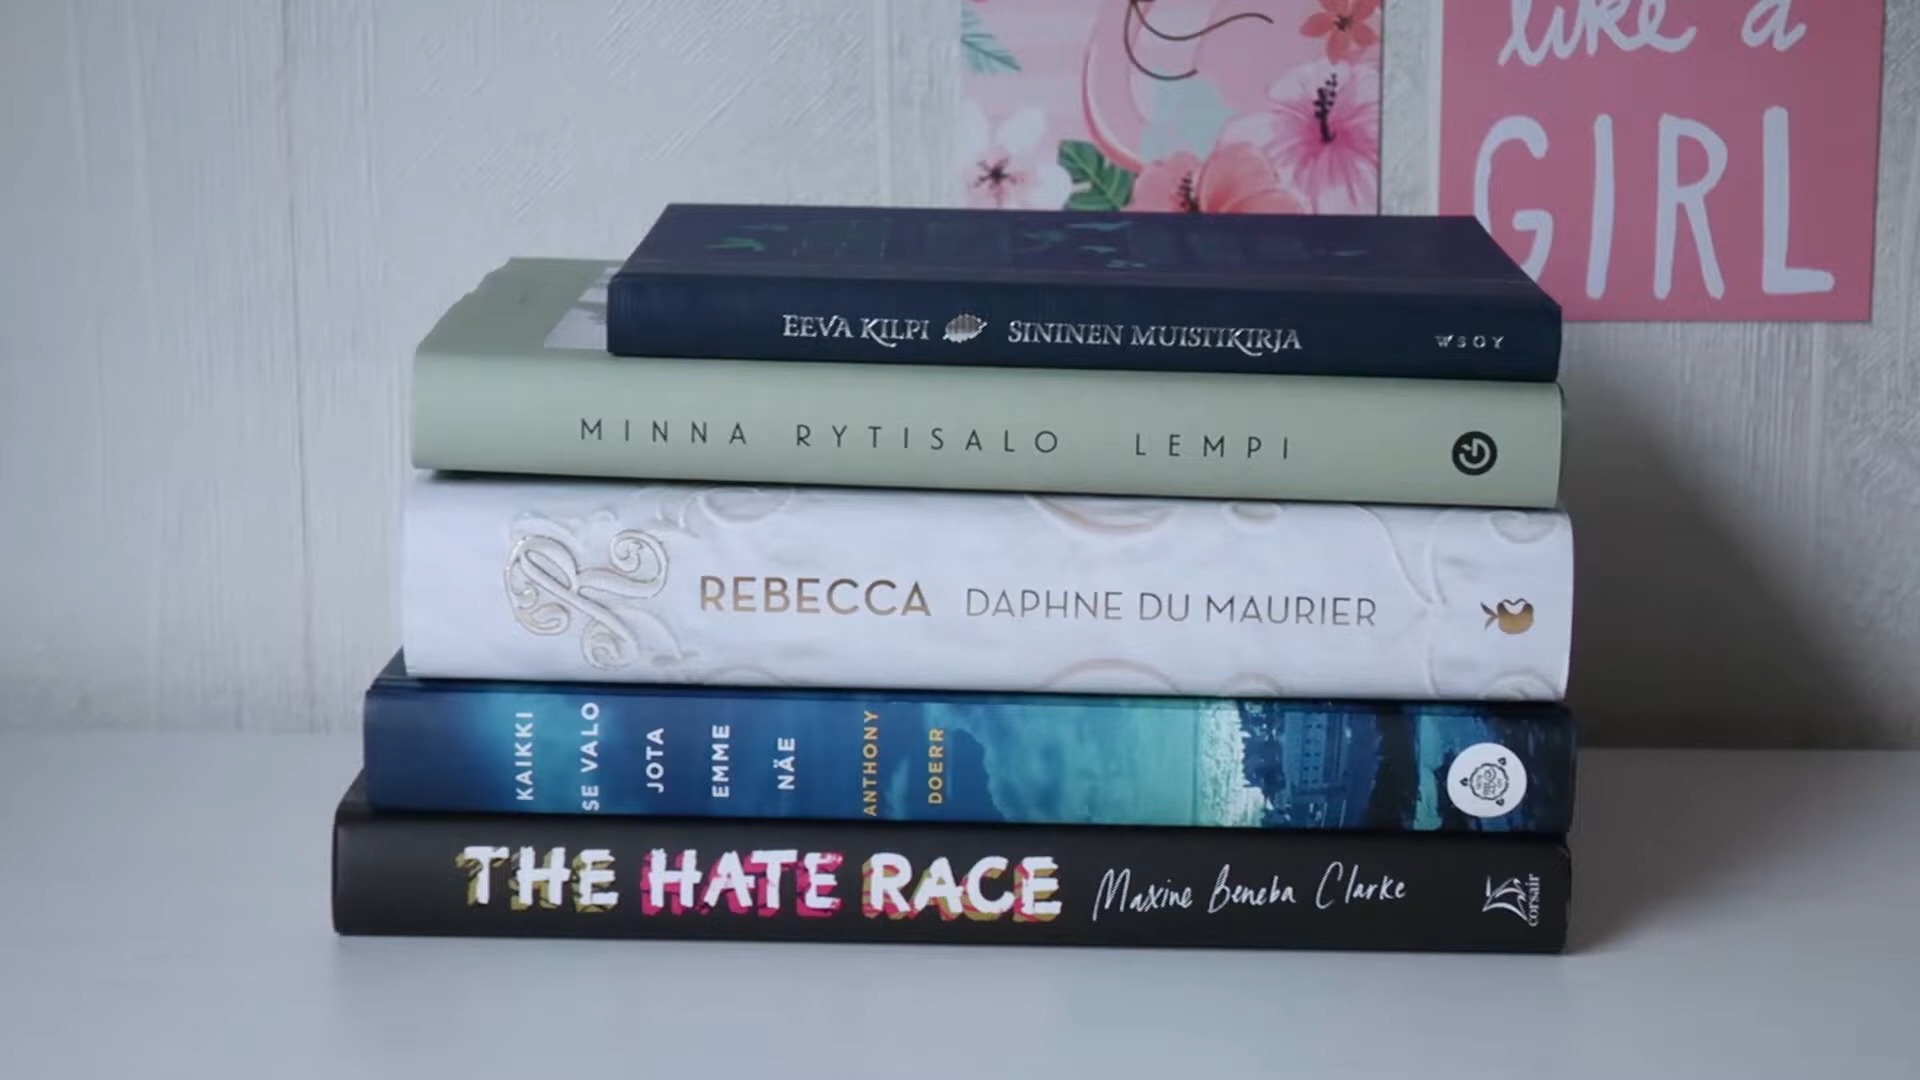 like a
GIRL
EEVA KILPI SININEN MUISTIKIRJA WSOY
MINNA RYTISALO LEMPI
REBECCA DAPHNE DU MAURIER
KAIKKI
SE VALO
JOTA
EMME
NÄE
ANTHONY
DOERR
THE HATE RACE Maxine Beneba Clarke corsair